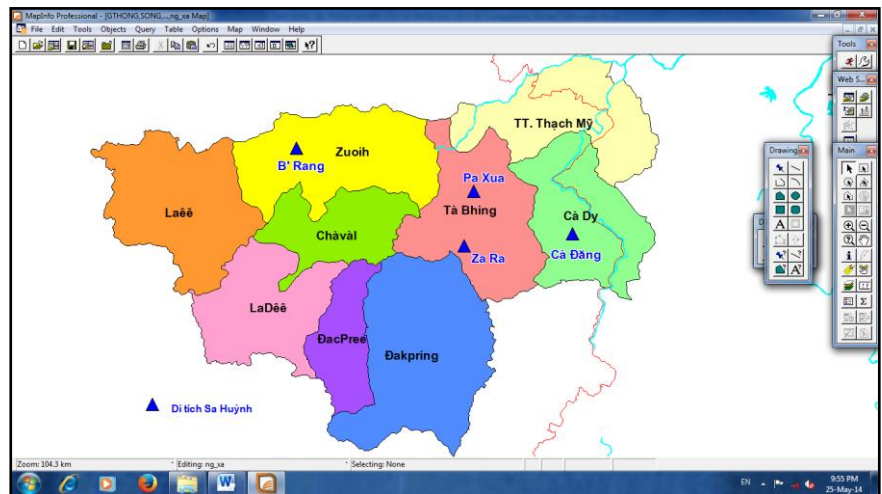 MapInfo Professional - [GTHONG,SONG,...,ng_xa Map]
File Edit Tools Objects Query Table Options Map Window Help
Tools
Web S...
Drawing
Main
TT. Thạch Mỹ
Zuoih
B' Rang
Pa Xua
Laêê
Tà Bhing
Cà Dy
Chàvàl
Za Ra
Cà Đăng
LaDêê
ĐacPree
Đakpring
Di tích Sa Huỳnh
Zoom: 104.3 km
Editing: ng_xa
Selecting: None
EN
9:55 PM
25-May-14